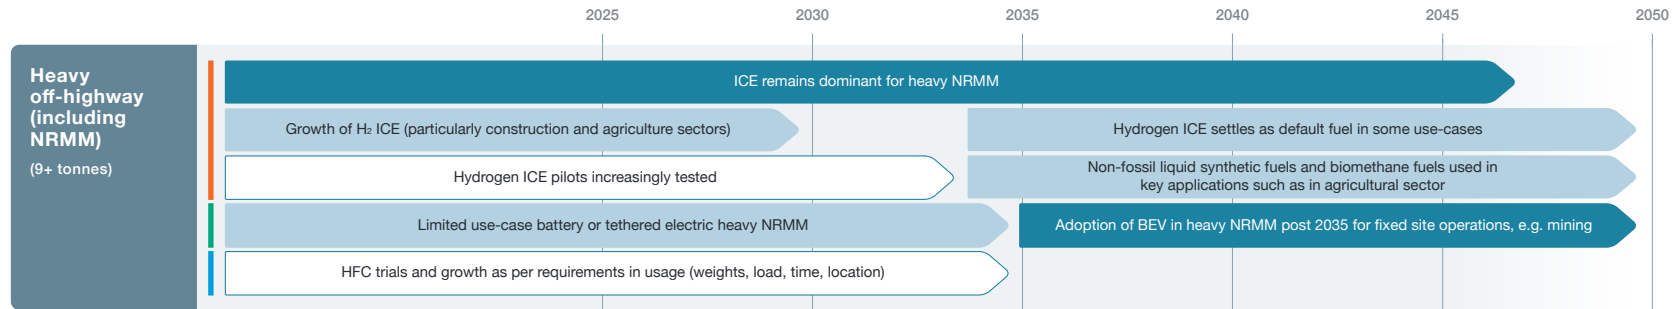 2025
2030
2035
2040
2045
2050
Heavy
off-highway
(including
NRMM)
(9+ tonnes)
ICE remains dominant for heavy NRMM
Growth of H₂ ICE (particularly construction and agriculture sectors)
Hydrogen ICE settles as default fuel in some use-cases
Hydrogen ICE pilots increasingly tested
Non-fossil liquid synthetic fuels and biomethane fuels used in
key applications such as in agricultural sector
Limited use-case battery or tethered electric heavy NRMM
Adoption of BEV in heavy NRMM post 2035 for fixed site operations, e.g. mining
HFC trials and growth as per requirements in usage (weights, load, time, location)